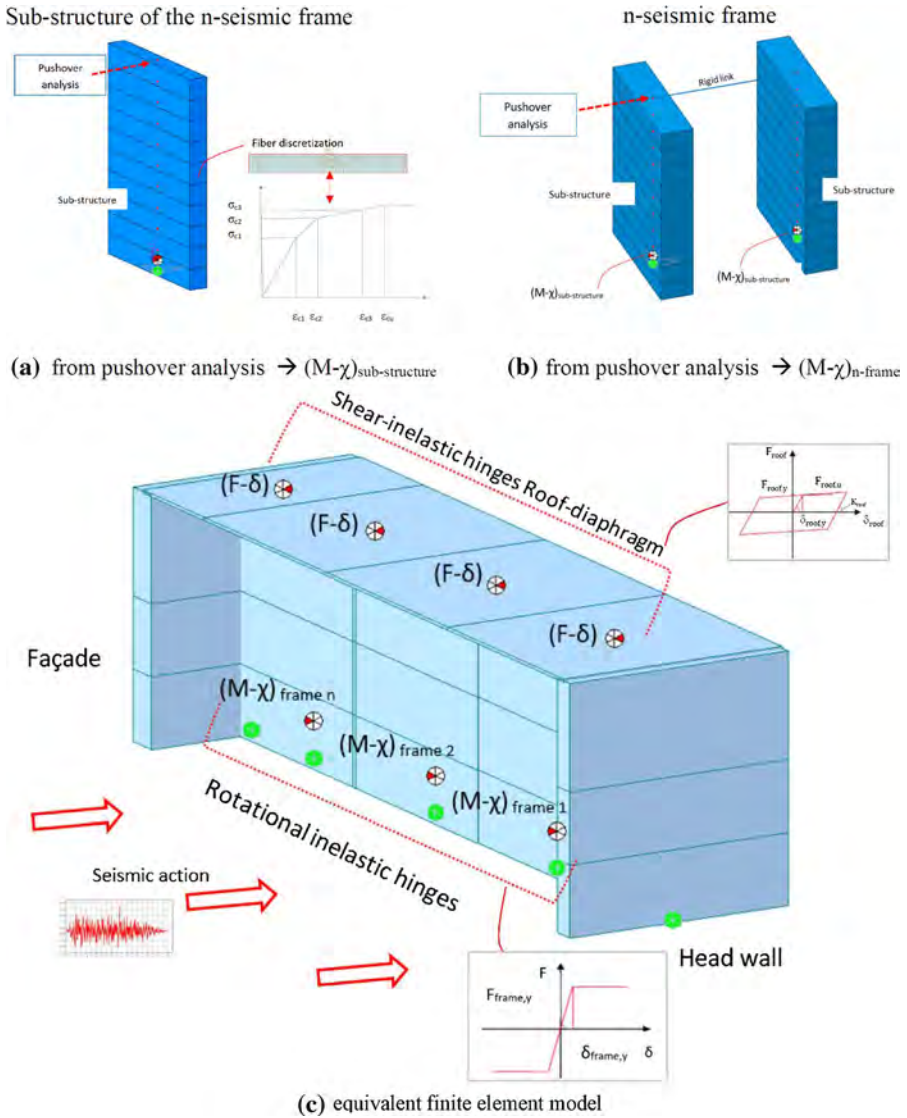 Sub-structure of the n-seismic frame
n-seismic frame
Pushover
analysis
Fiber discretization
Sub-structure
σc3
σc2
σc1
εc1 εc2 εc3 εcu
Rigid link
Pushover
analysis
Sub-structure
Sub-structure
(M-χ)sub-structure
(M-χ)sub-structure
(a) from pushover analysis → (M-χ)sub-structure
(b) from pushover analysis → (M-χ)n-frame
Shear-inelastic hinges Roof-diaphragm
(F-δ)
(F-δ)
(F-δ)
(F-δ)
Froof
Froof,y Froof,u
Kroof
δroof,y
δroof
Façade
(M-χ) frame n
(M-χ) frame 2
(M-χ) frame 1
Rotational inelastic hinges
Seismic action
Head wall
F
Fframe,y
δframe,y δ
(c) equivalent finite element model